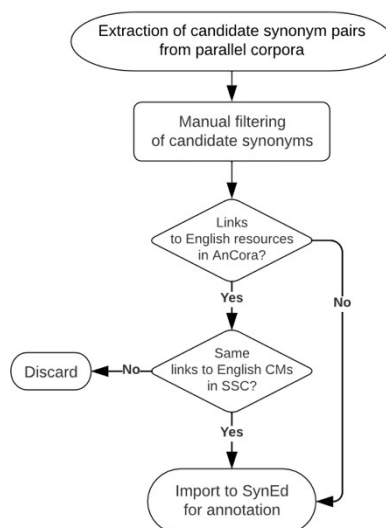 Extraction of candidate synonym pairs
from parallel corpora
Manual filtering
of candidate synonyms
Links
to English resources
in AnCora?
No
Yes
Same
links to English CMs
in SSC?
No
Discard
Yes
Import to SynEd
for annotation